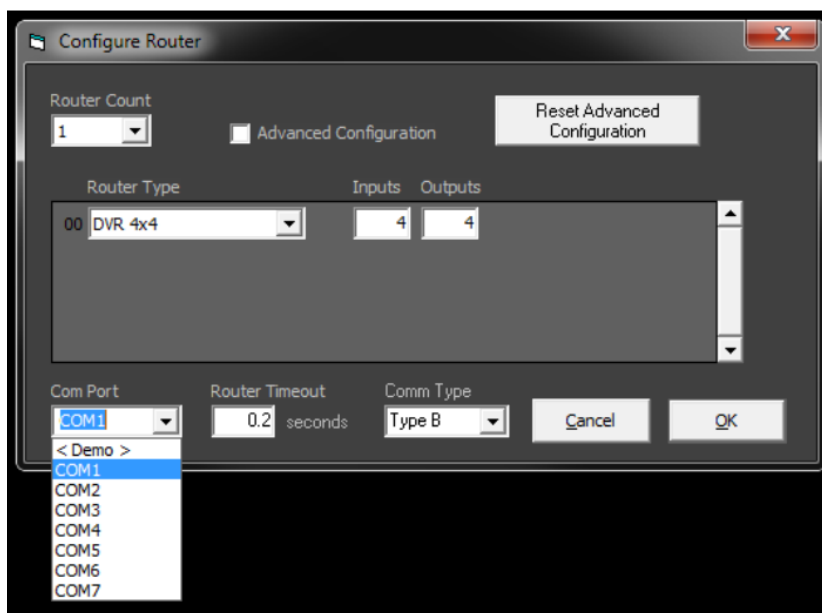 Configure Router
Router Count
1
Advanced Configuration
Reset Advanced
Configuration
Router Type Inputs Outputs
00 DVR 4x4 4 4
Com Port Router Timeout Comm Type
COM1 0.2 seconds Type B Cancel OK
< Demo >
COM1
COM2
COM3
COM4
COM5
COM6
COM7